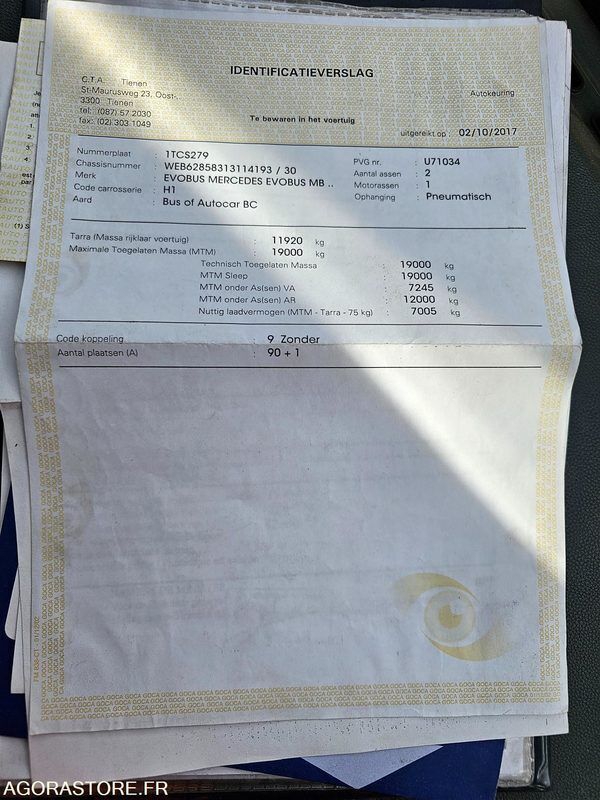 IDENTIFICATIEVERSLAG
C.T.A. Tienen
St-Maurusweg 23, Oost-..
3300 Tienen
tel.: (087) 57 2030
fax.: (02) 303.1049
Autokeuring
Te bewaren in het voertuig
uitgereikt op : 02/10/2017
Nummerplaat : 1TCS279
Chassisnummer : WEB62858313114193 / 30
Merk : EVOBUS MERCEDES EVOBUS MB ..
Code carrosserie : H1
Aard : Bus of Autocar BC
PVG nr. : U71034
Aantal assen : 2
Motorassen : 1
Ophanging : Pneumatisch
Tarra (Massa rijklaar voertuig) : 11920 kg
Maximale Toegelaten Massa (MTM) : 19000 kg
Technisch Toegelaten Massa : 19000 kg
MTM Sleep : 19000 kg
MTM onder As(sen) VA : 7245 kg
MTM onder As(sen) AR : 12000 kg
Nuttig laadvermogen (MTM - Tarra - 75 kg) : 7005 kg
Code koppeling : 9 Zonder
Aantal plaatsen (A) : 90 + 1
AGORASTORE.FR